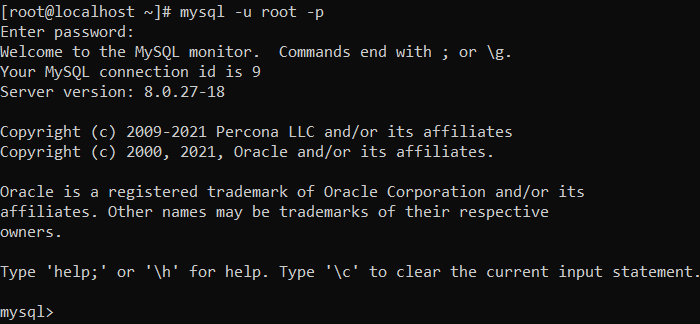 [root@localhost ~]# mysql -u root -p
Enter password:
Welcome to the MySQL monitor.  Commands end with ; or \g.
Your MySQL connection id is 9
Server version: 8.0.27-18

Copyright (c) 2009-2021 Percona LLC and/or its affiliates
Copyright (c) 2000, 2021, Oracle and/or its affiliates.

Oracle is a registered trademark of Oracle Corporation and/or its
affiliates. Other names may be trademarks of their respective
owners.

Type 'help;' or '\h' for help. Type '\c' to clear the current input statement.

mysql>